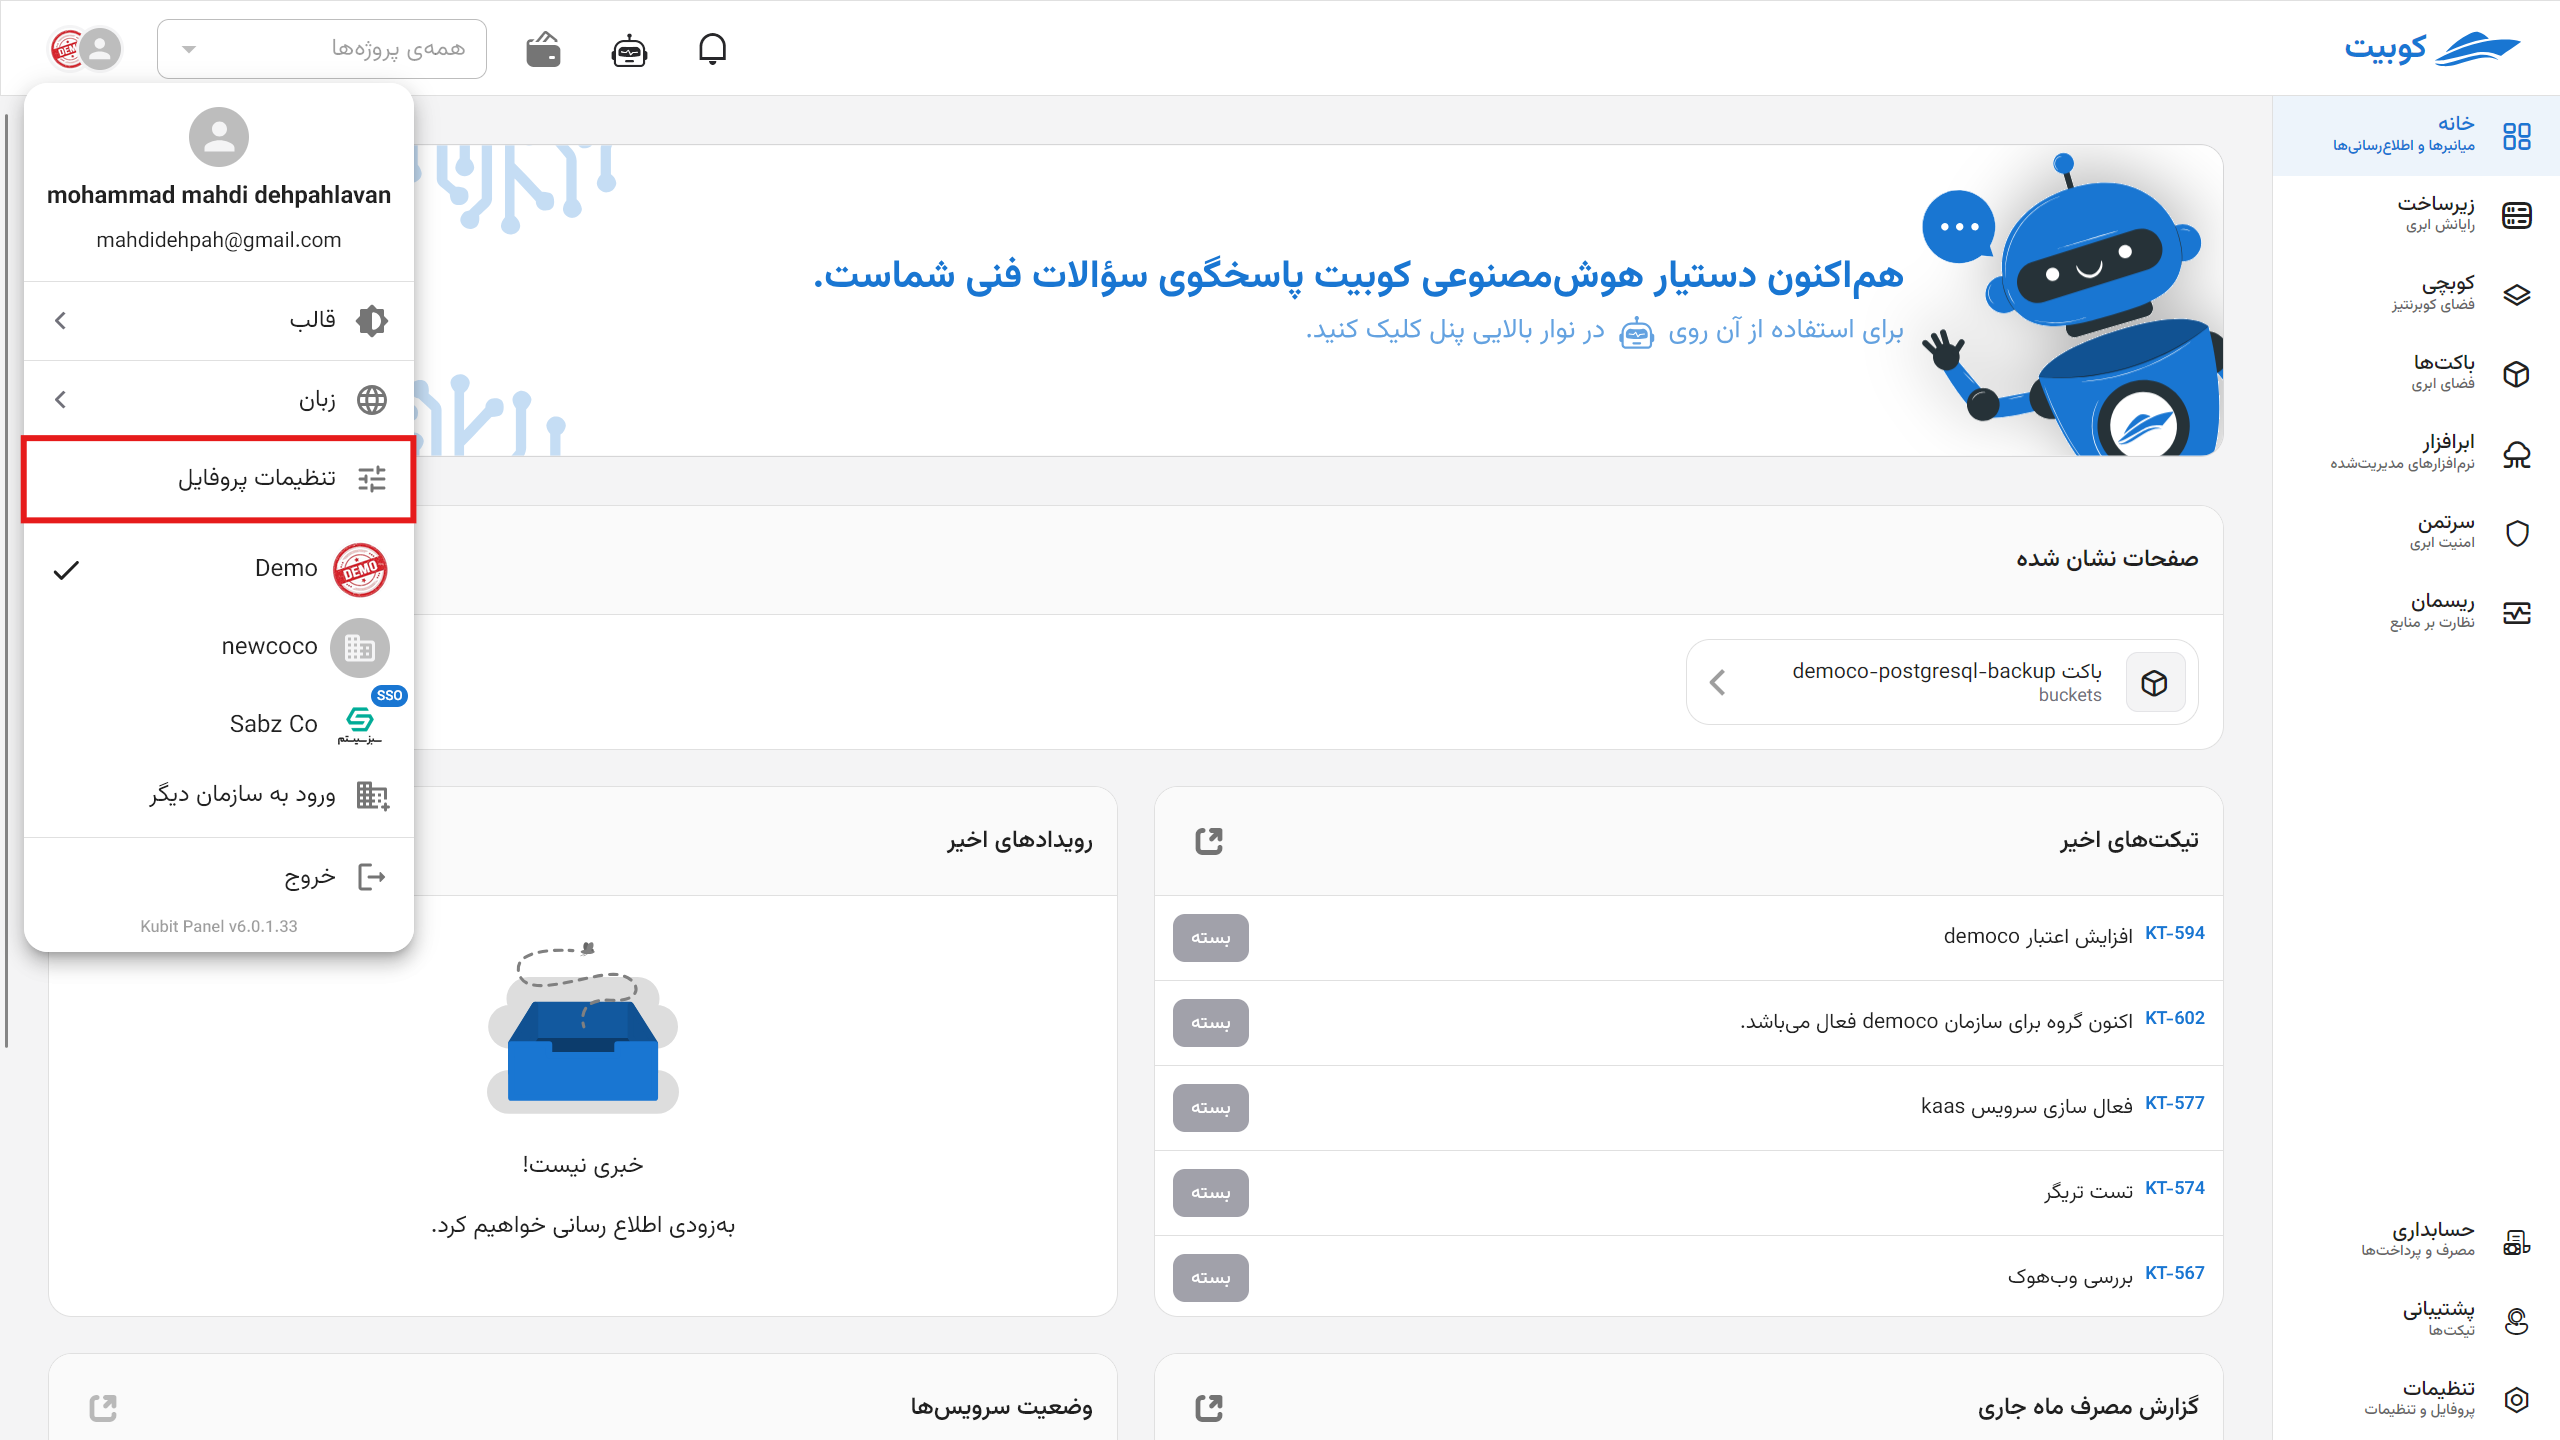 کوبیت
همه‌ی پروژه‌ها
DEMO
خانه
میانبرها و اطلاع‌رسانی‌ها
زیرساخت
رایانش ابری
کوبچی
فضای کوبرنتیز
باکت‌ها
فضای ابری
ابرافزار
نرم‌افزارهای مدیریت‌شده
سرتمن
امنیت ابری
ریسمان
نظارت بر منابع
حسابداری
مصرف و پرداخت‌ها
پشتیبانی
تیکت‌ها
تنظیمات
پروفایل و تنظیمات
هم‌اکنون دستیار هوش‌مصنوعی کوبیت پاسخگوی سؤالات فنی شماست.
برای استفاده از آن روی در نوار بالایی پنل کلیک کنید.
صفحات نشان شده
باکت democo-postgresql-backup
buckets
تیکت‌های اخیر
KT-594 افزایش اعتبار democo بسته
KT-602 اکنون گروه برای سازمان democo فعال می‌باشد. بسته
KT-577 فعال سازی سرویس kaas بسته
KT-574 تست تریگر بسته
KT-567 بررسی وب‌هوک بسته
رویدادهای اخیر
خبری نیست!
به‌زودی اطلاع رسانی خواهیم کرد.
گزارش مصرف ماه جاری
وضعیت سرویس‌ها
mohammad mahdi dehpahlavan
mahdidehpah@gmail.com
قالب
زبان
تنظیمات پروفایل
DEMO
Demo
newcoco
SSO
سبزسیستم
Sabz Co
ورود به سازمان دیگر
خروج
Kubit Panel v6.0.1.33